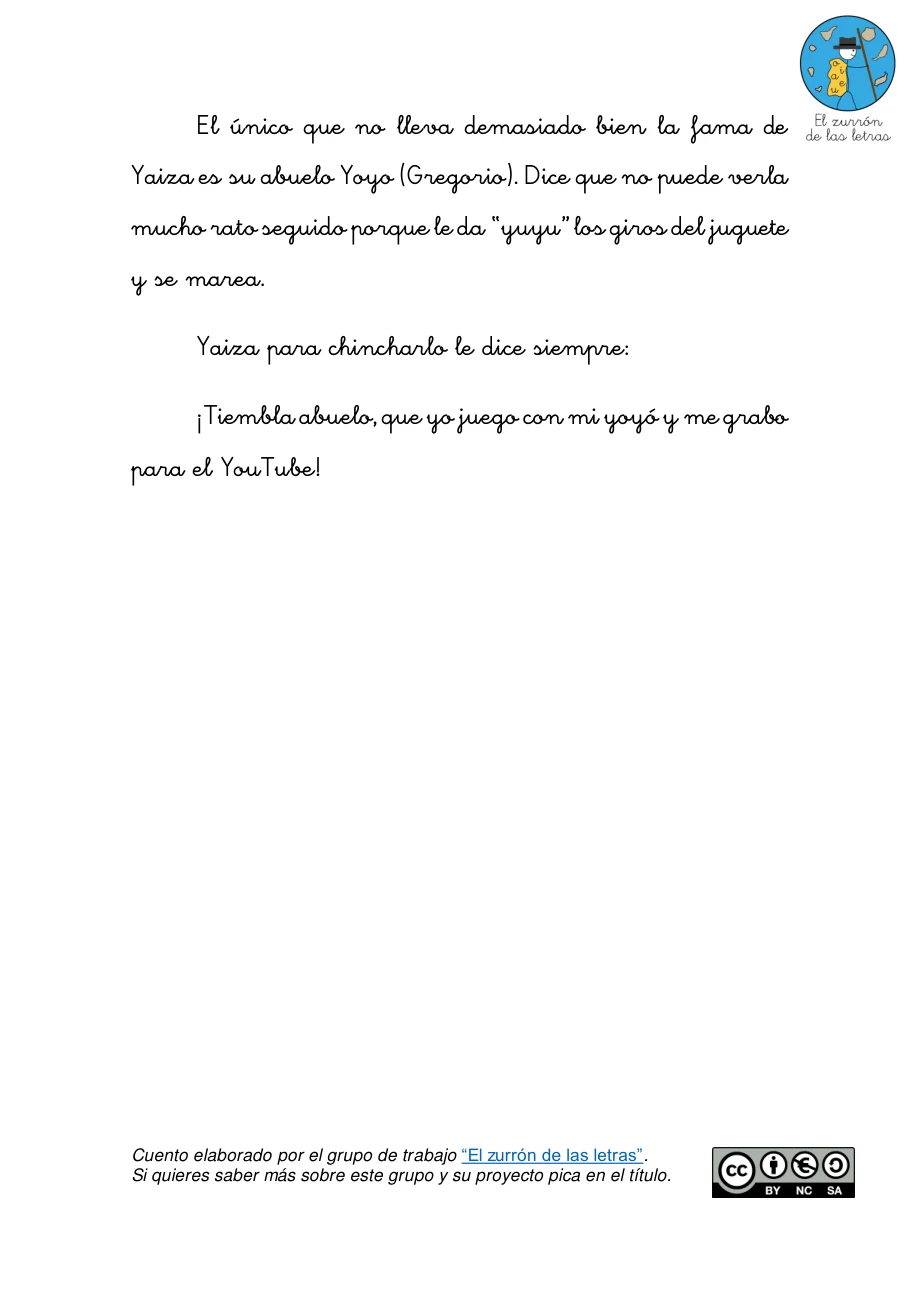 El único que no lleva demasiado bien la fama de
Yaiza es su abuelo Yoyo (Gregorio). Dice que no puede verla
mucho rato seguido porque le da “yuyu” los giros del juguete
y se marea.
Yaiza para chincharlo le dice siempre:
¡Tiembla abuelo, que yo juego con mi yoyó y me grabo
para el YouTube!
o
i
a
e
u
El zurrón
de las letras
Cuento elaborado por el grupo de trabajo “El zurrón de las letras”.
Si quieres saber más sobre este grupo y su proyecto pica en el título.
cc
BY NC SA